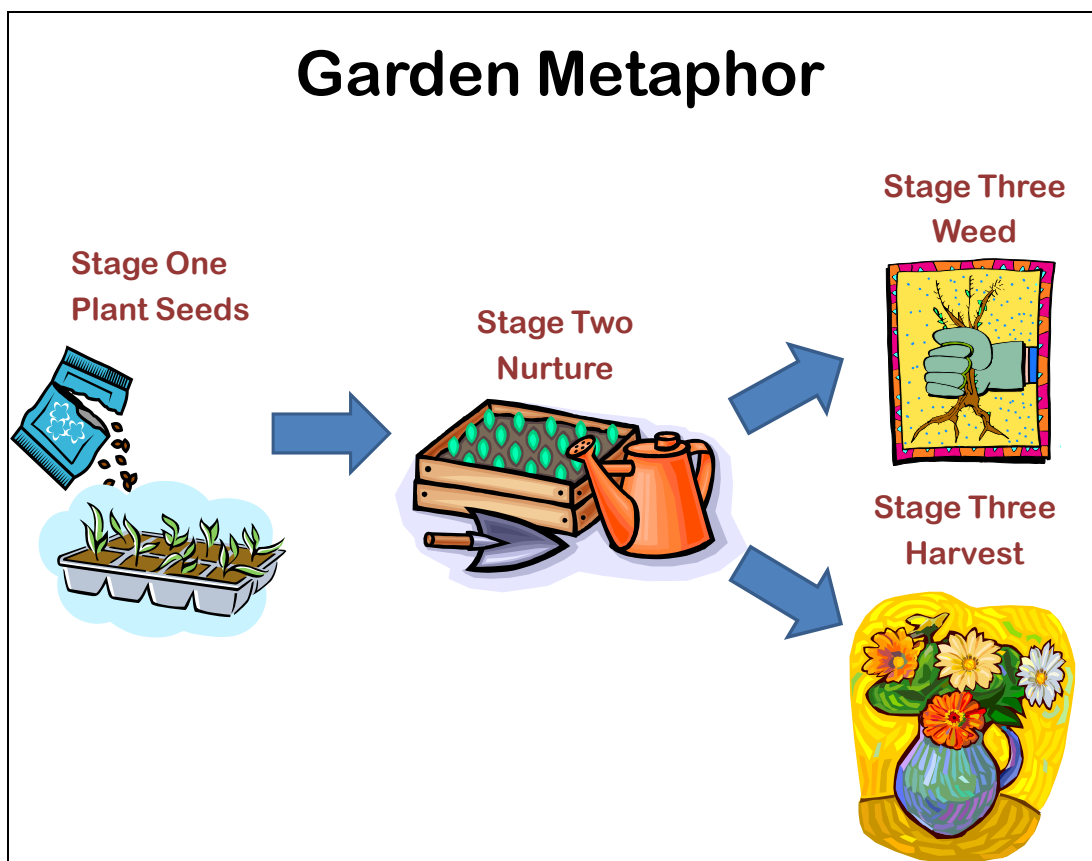 Garden Metaphor
Stage One
Plant Seeds
Stage Two
Nurture
Stage Three
Weed
Stage Three
Harvest